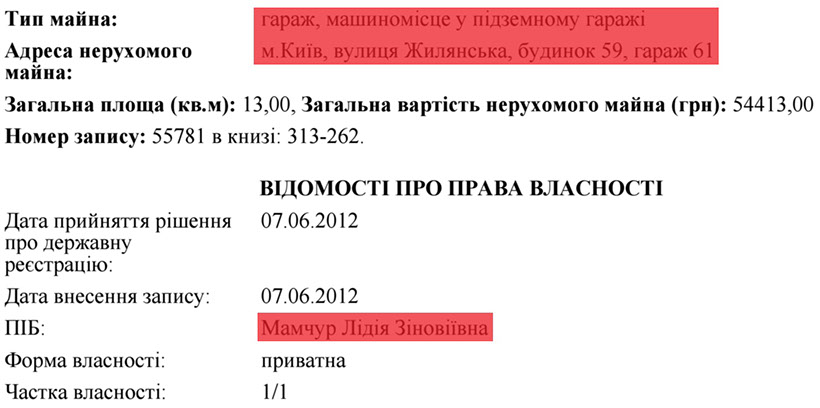 Тип майна: гараж, машиномісце у підземному гаражі
Адреса нерухомого м.Київ, вулиця Жилянська, будинок 59, гараж 61
майна:
Загальна площа (кв.м): 13,00, Загальна вартість нерухомого майна (грн): 54413,00
Номер запису: 55781 в книзі: 313-262.
ВІДОМОСТІ ПРО ПРАВА ВЛАСНОСТІ
Дата прийняття рішення 07.06.2012
про державну
реєстрацію:
Дата внесення запису: 07.06.2012
ПІБ: Мамчур Лідія Зіновіївна
Форма власності: приватна
Частка власності: 1/1